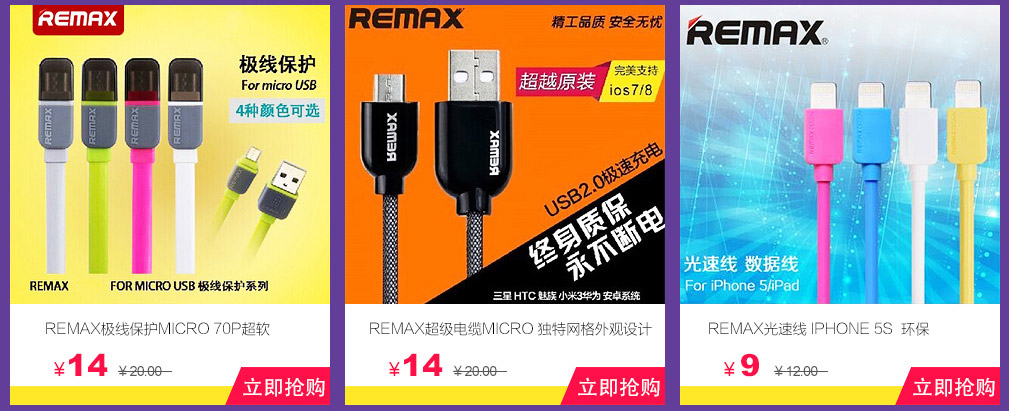 REMAX
极线保护
For micro USB
4种颜色可选
REMAX
FOR MICRO USB 极线保护系列
REMAX极线保护MICRO 70P超软
¥14 ¥20.00
立即抢购
REMAX
精工品质 安全无忧
超越原装
完美支持
ios7/8
REMAX
REMAX
USB2.0极速充电
终身质保
永不断电
三星 HTC 魅族 小米3华为 安卓系统
REMAX超级电缆MICRO 独特网格外观设计
¥14 ¥20.00
立即抢购
REMAX®
REMAX
REMAX
光速线 数据线
For iPhone 5/iPad
REMAX光速线 IPHONE 5S 环保
¥9 ¥12.00
立即抢购